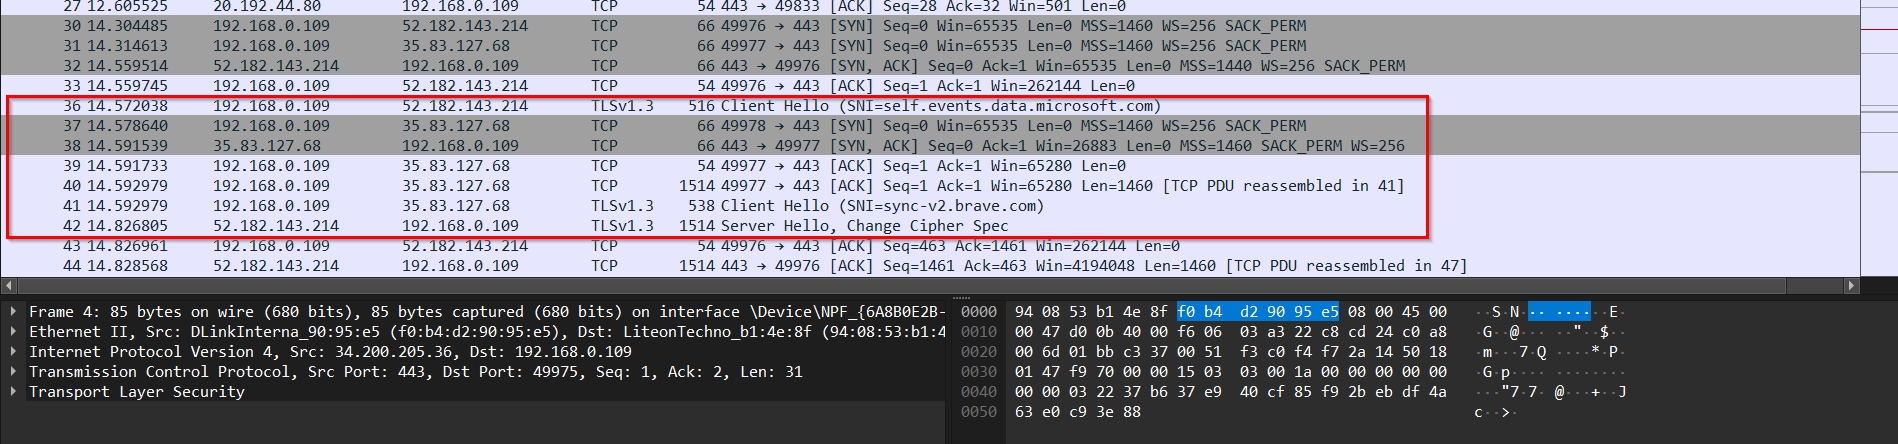 27 12.605525 20.192.44.80 192.168.0.109 TCP 54 443 → 49833 [ACK] Seq=28 Ack=32 Win=501 Len=0
30 14.304485 192.168.0.109 52.182.143.214 TCP 66 49976 → 443 [SYN] Seq=0 Win=65535 Len=0 MSS=1460 WS=256 SACK_PERM
31 14.314613 192.168.0.109 35.83.127.68 TCP 66 49977 → 443 [SYN] Seq=0 Win=65535 Len=0 MSS=1460 WS=256 SACK_PERM
32 14.559514 52.182.143.214 192.168.0.109 TCP 66 443 → 49976 [SYN, ACK] Seq=0 Ack=1 Win=65535 Len=0 MSS=1440 WS=256 SACK_PERM
33 14.559745 192.168.0.109 52.182.143.214 TCP 54 49976 → 443 [ACK] Seq=1 Ack=1 Win=262144 Len=0
36 14.572038 192.168.0.109 52.182.143.214 TLSv1.3 516 Client Hello (SNI=self.events.data.microsoft.com)
37 14.578640 192.168.0.109 35.83.127.68 TCP 66 49978 → 443 [SYN] Seq=0 Win=65535 Len=0 MSS=1460 WS=256 SACK_PERM
38 14.591539 35.83.127.68 192.168.0.109 TCP 66 443 → 49977 [SYN, ACK] Seq=0 Ack=1 Win=26883 Len=0 MSS=1460 SACK_PERM WS=256
39 14.591733 192.168.0.109 35.83.127.68 TCP 54 49977 → 443 [ACK] Seq=1 Ack=1 Win=65280 Len=0
40 14.592979 192.168.0.109 35.83.127.68 TCP 1514 49977 → 443 [ACK] Seq=1 Ack=1 Win=65280 Len=1460 [TCP PDU reassembled in 41]
41 14.592979 192.168.0.109 35.83.127.68 TLSv1.3 538 Client Hello (SNI=sync-v2.brave.com)
42 14.826805 52.182.143.214 192.168.0.109 TLSv1.3 1514 Server Hello, Change Cipher Spec
43 14.826961 192.168.0.109 52.182.143.214 TCP 54 49976 → 443 [ACK] Seq=463 Ack=1461 Win=262144 Len=0
44 14.828568 52.182.143.214 192.168.0.109 TCP 1514 443 → 49976 [ACK] Seq=1461 Ack=463 Win=4194048 Len=1460 [TCP PDU reassembled in 47]
Frame 4: 85 bytes on wire (680 bits), 85 bytes captured (680 bits) on interface \Device\NPF_{6A8B0E2B-
Ethernet II, Src: DLinkInterna_90:95:e5 (f0:b4:d2:90:95:e5), Dst: LiteonTechno_b1:4e:8f (94:08:53:b1:4
Internet Protocol Version 4, Src: 34.200.205.36, Dst: 192.168.0.109
Transmission Control Protocol, Src Port: 443, Dst Port: 49975, Seq: 1, Ack: 2, Len: 31
Transport Layer Security
0000 94 08 53 b1 4e 8f f0 b4 d2 90 95 e5 08 00 45 00 ··S·N··· ······E·
0010 00 47 d0 0b 40 00 f6 06 03 a3 22 c8 cd 24 c0 a8 ·G··@··· ··"··$··
0020 00 6d 01 bb c3 37 00 51 f3 c0 f4 f7 2a 14 50 18 ·m···7·Q ····*·P·
0030 01 47 f9 70 00 00 15 03 03 00 1a 00 00 00 00 00 ·G·p···· ········
0040 00 00 03 22 37 b6 37 e9 40 cf 85 f9 2b eb df 4a ···"7·7· @···+··J
0050 63 e0 c9 3e 88 c··>·